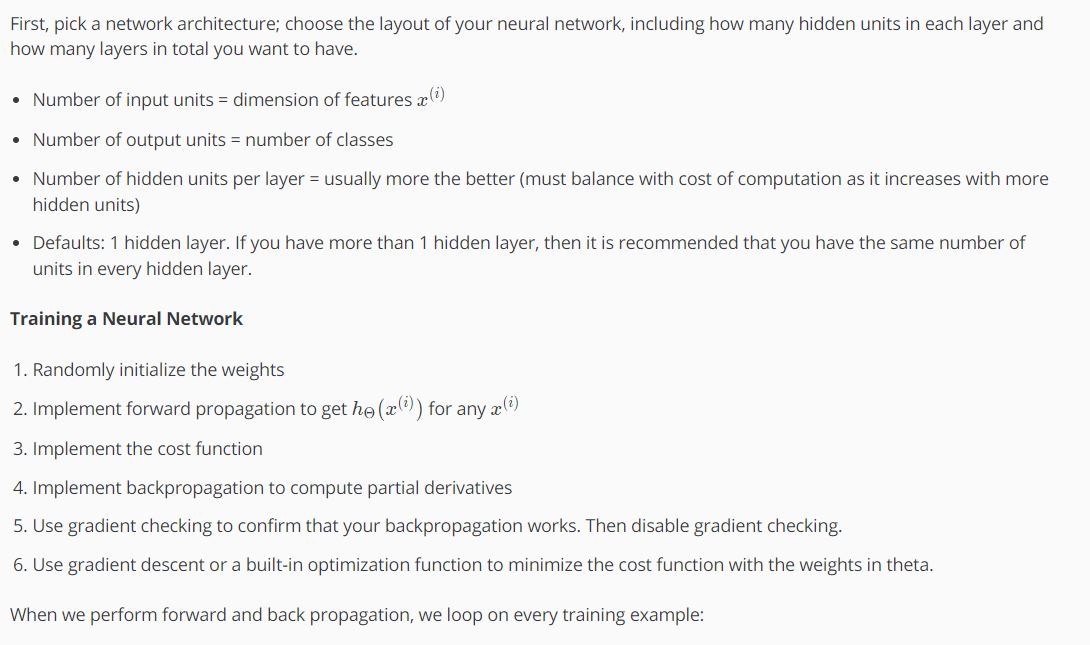 First, pick a network architecture; choose the layout of your neural network, including how many hidden units in each layer and
how many layers in total you want to have.
• Number of input units = dimension of features x^(i)
• Number of output units = number of classes
• Number of hidden units per layer = usually more the better (must balance with cost of computation as it increases with more
hidden units)
• Defaults: 1 hidden layer. If you have more than 1 hidden layer, then it is recommended that you have the same number of
units in every hidden layer.
Training a Neural Network
1. Randomly initialize the weights
2. Implement forward propagation to get h_Θ(x^(i)) for any x^(i)
3. Implement the cost function
4. Implement backpropagation to compute partial derivatives
5. Use gradient checking to confirm that your backpropagation works. Then disable gradient checking.
6. Use gradient descent or a built-in optimization function to minimize the cost function with the weights in theta.
When we perform forward and back propagation, we loop on every training example: